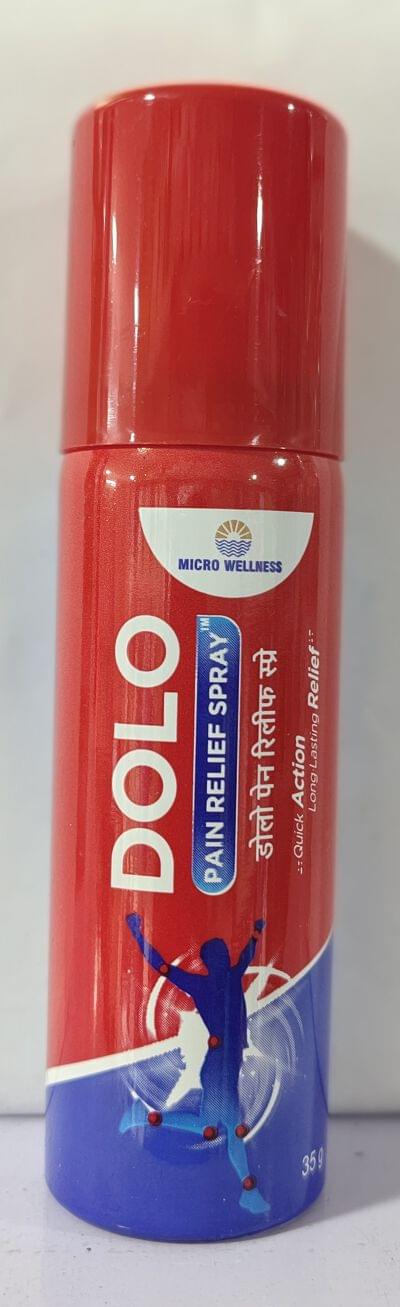 MICRO WELLNESS
DOLO
PAIN RELIEF SPRAY™
डोलो पेन रिलीफ स्प्रे
Quick Action
Long Lasting Relief
35 g